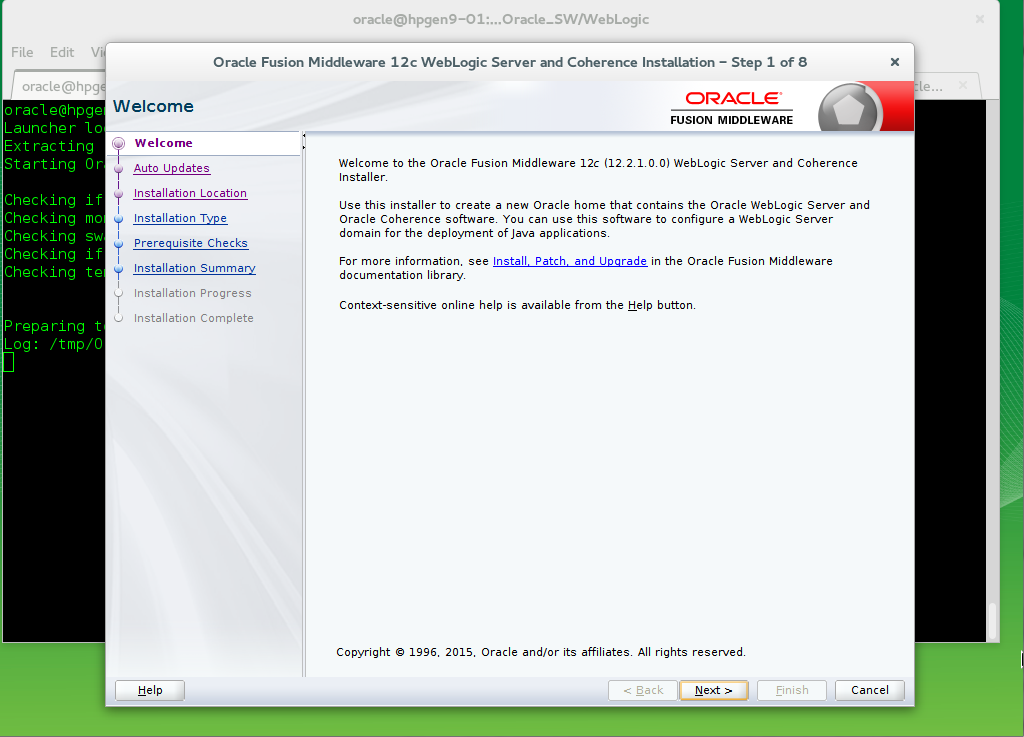 oracle@hpgen9-01:...Oracle_SW/WebLogic
File Edit
oracle@hpge
Oracle Fusion Middleware 12c WebLogic Server and Coherence Installation - Step 1 of 8
Welcome
ORACLE
FUSION MIDDLEWARE
oracle@hpgen
Launcher lo
Extracting
Starting Ora
Checking if
Checking mo
Checking swa
Checking if
Checking te
Preparing t
Log: /tmp/O
Welcome
Auto Updates
Installation Location
Installation Type
Prerequisite Checks
Installation Summary
Installation Progress
Installation Complete
Welcome to the Oracle Fusion Middleware 12c (12.2.1.0.0) WebLogic Server and Coherence
Installer.
Use this installer to create a new Oracle home that contains the Oracle WebLogic Server and
Oracle Coherence software. You can use this software to configure a WebLogic Server
domain for the deployment of Java applications.
For more information, see Install, Patch, and Upgrade in the Oracle Fusion Middleware
documentation library.
Context-sensitive online help is available from the Help button.
Copyright © 1996, 2015, Oracle and/or its affiliates. All rights reserved.
Help
< Back
Next >
Finish
Cancel